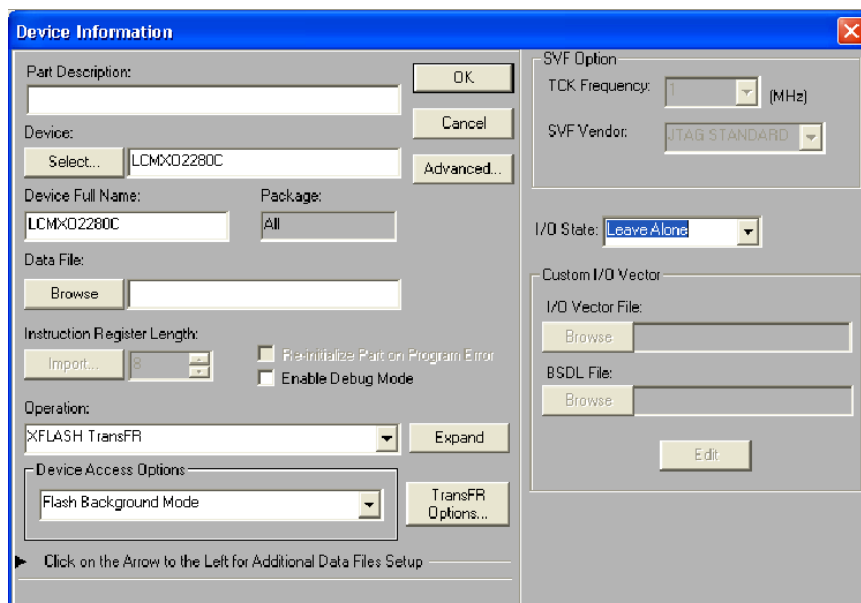 Device Information
Part Description:
OK
Cancel
Device:
Select...
LCMXO2280C
Advanced...
Device Full Name:
Package:
LCMXO2280C
All
Data File:
Browse
Instruction Register Length:
Import...
8
Re-initialize Part on Program Error
Enable Debug Mode
Operation:
XFLASH TransFR
Expand
Device Access Options
Flash Background Mode
TransFR
Options...
Click on the Arrow to the Left for Additional Data Files Setup
SVF Option
TCK Frequency:
1
(MHz)
SVF Vendor:
JTAG STANDARD
I/O State:
Leave Alone
Custom I/O Vector
I/O Vector File:
Browse
BSDL File:
Browse
Edit